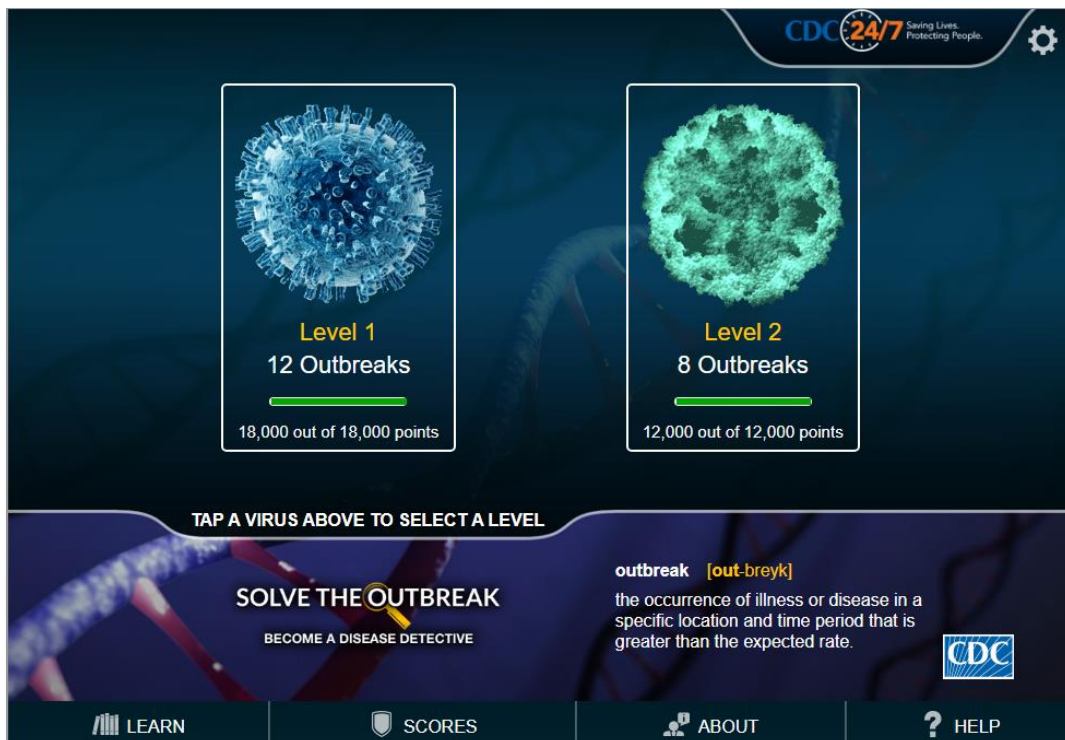 CDC 24/7 Saving Lives.
Protecting People.
Level 1
12 Outbreaks
18,000 out of 18,000 points
Level 2
8 Outbreaks
12,000 out of 12,000 points
TAP A VIRUS ABOVE TO SELECT A LEVEL
SOLVE THE OUTBREAK
BECOME A DISEASE DETECTIVE
outbreak [out-breyk]
the occurrence of illness or disease in a
specific location and time period that is
greater than the expected rate.
CDC
LEARN
SCORES
ABOUT
? HELP